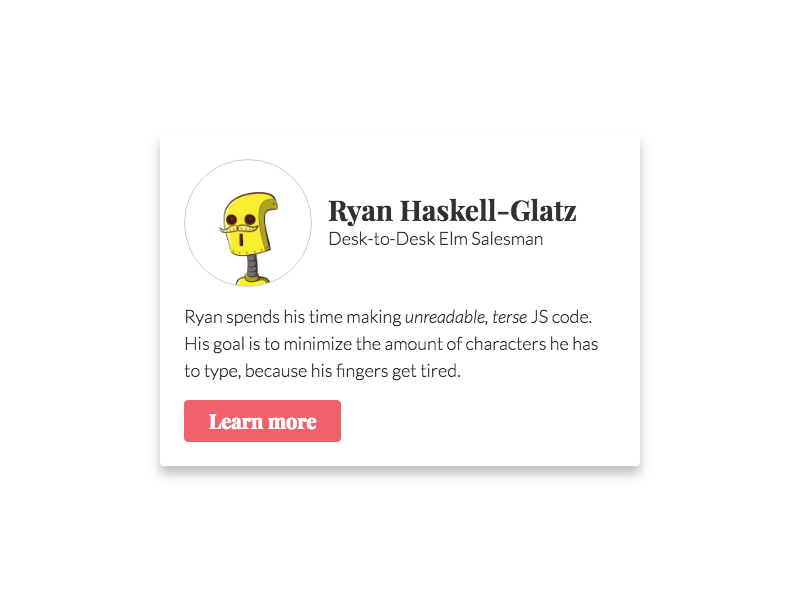 Ryan Haskell-Glatz
Desk-to-Desk Elm Salesman
Ryan spends his time making unreadable, terse JS code.
His goal is to minimize the amount of characters he has
to type, because his fingers get tired.
Learn more